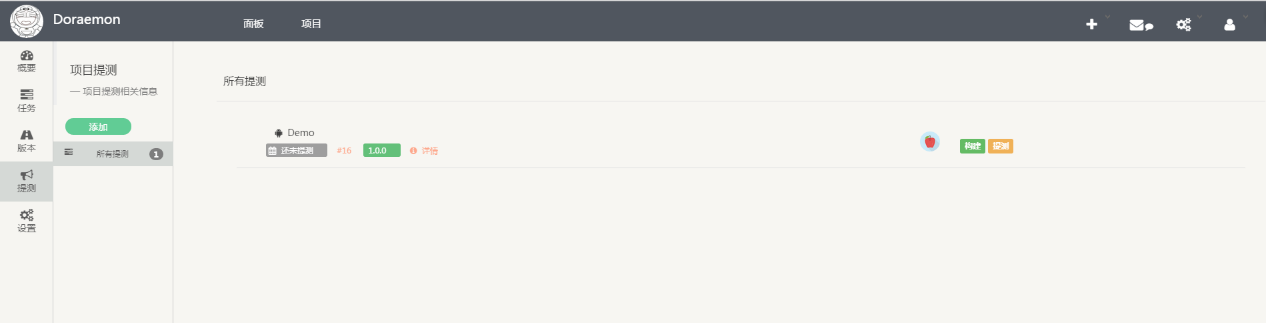 Doraemon 面板 项目
概要
任务
版本
提测
设置
项目提测
— 项目提测相关信息
添加
所有提测 1
所有提测
Demo
还未提测 #16 1.0.0 详情
构建 提测